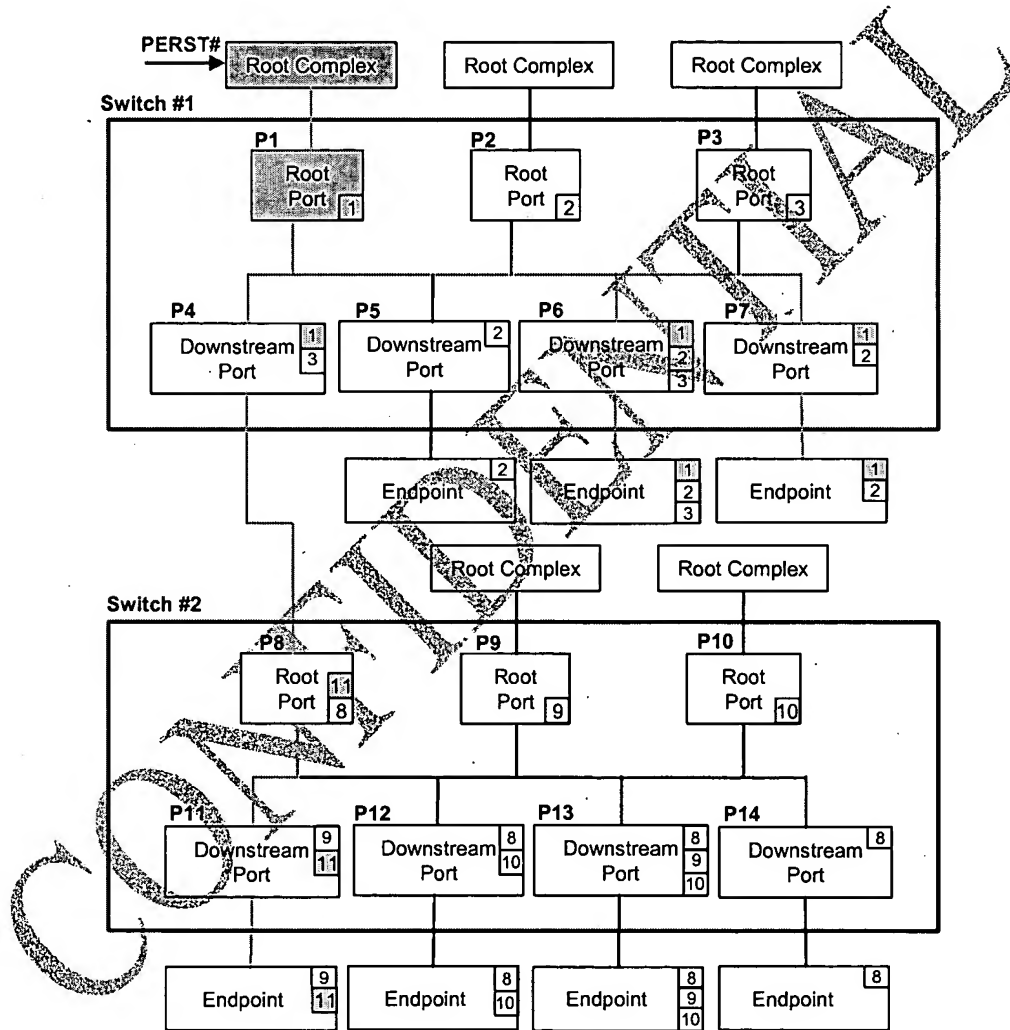 PERST#
Root Complex
Root Complex
Root Complex
Switch #1
P1
P2
P3
Root
Port
1
Root
Port
2
Root
Port
3
P4
P5
P6
P7
Downstream
Port
1
3
Downstream
Port
2
Downstream
Port
1
2
3
Downstream
Port
1
2
Endpoint
2
Endpoint
1
2
3
Endpoint
1
2
Root Complex
Root Complex
Switch #2
P8
P9
P10
Root
Port
11
8
Root
Port
9
Root
Port
10
P11
P12
P13
P14
Downstream
Port
9
11
Downstream
Port
8
10
Downstream
Port
8
9
10
Downstream
Port
8
Endpoint
9
11
Endpoint
8
10
Endpoint
8
9
10
Endpoint
8
CONFIDENTIAL